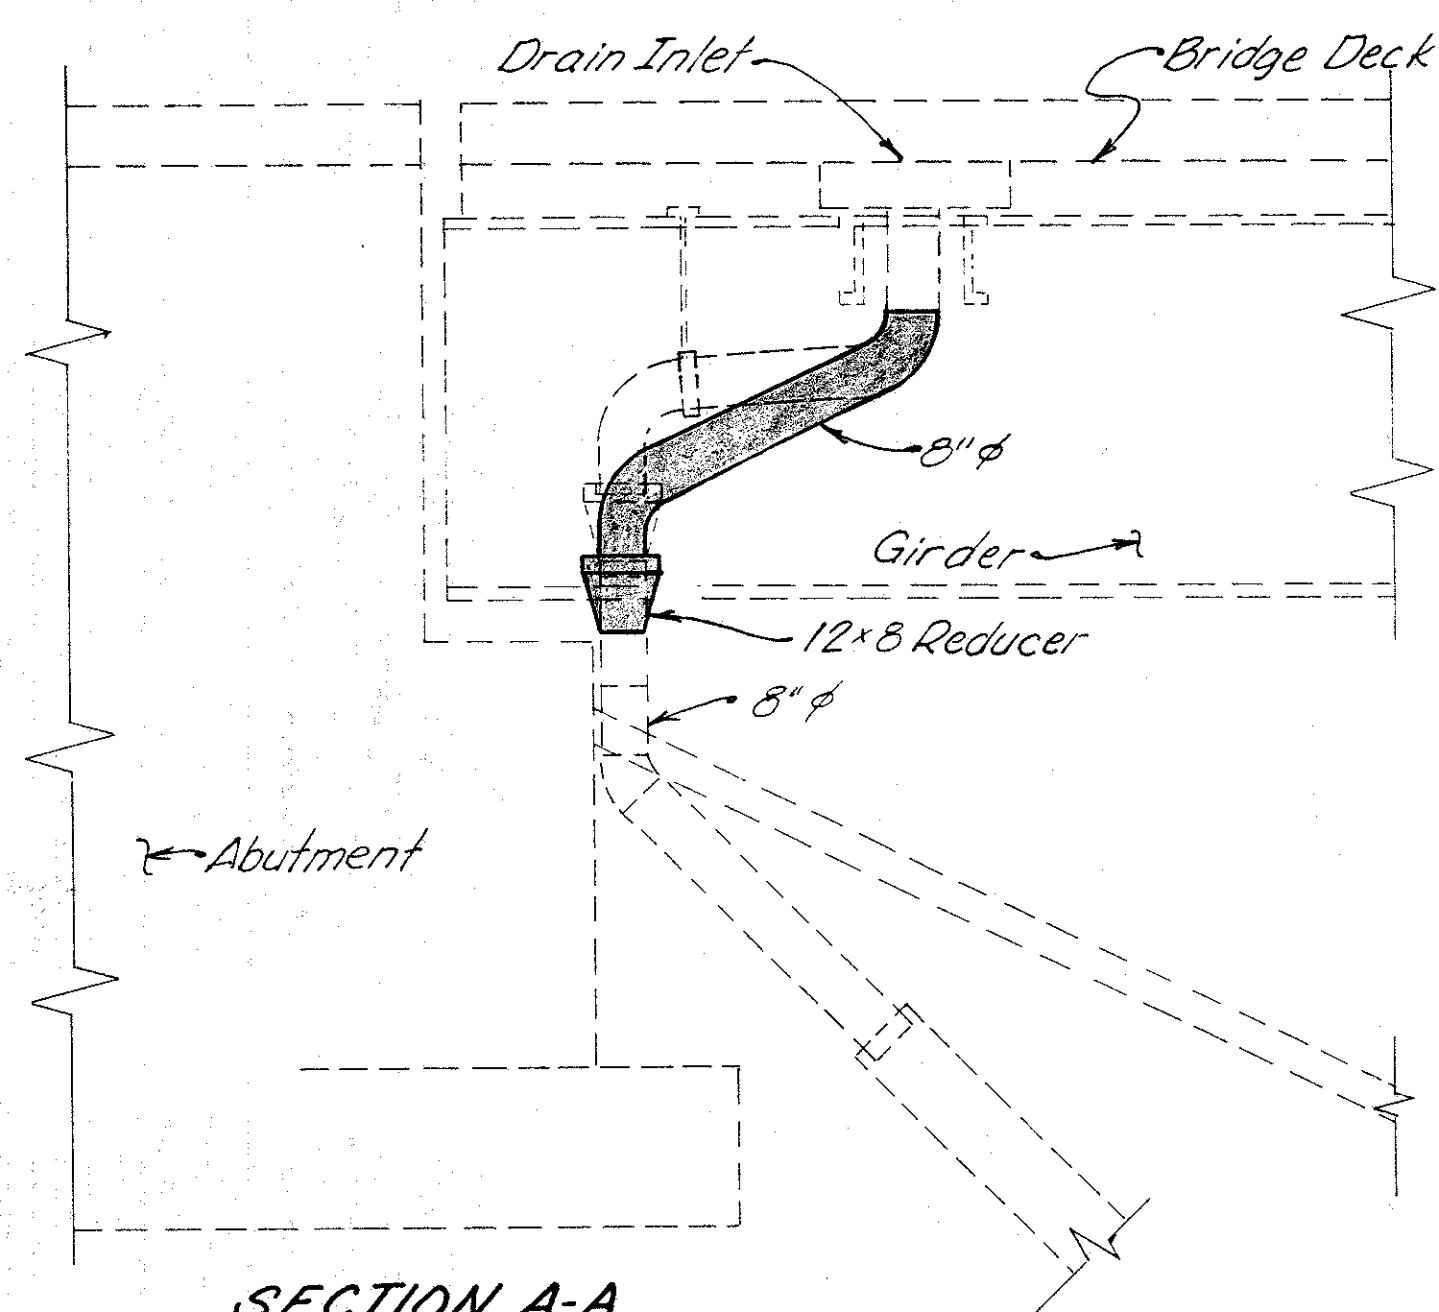 Drain Inlet
Bridge Deck
8" ϕ
Girder
12×8 Reducer
8" ϕ
Abutment
SECTION A-A